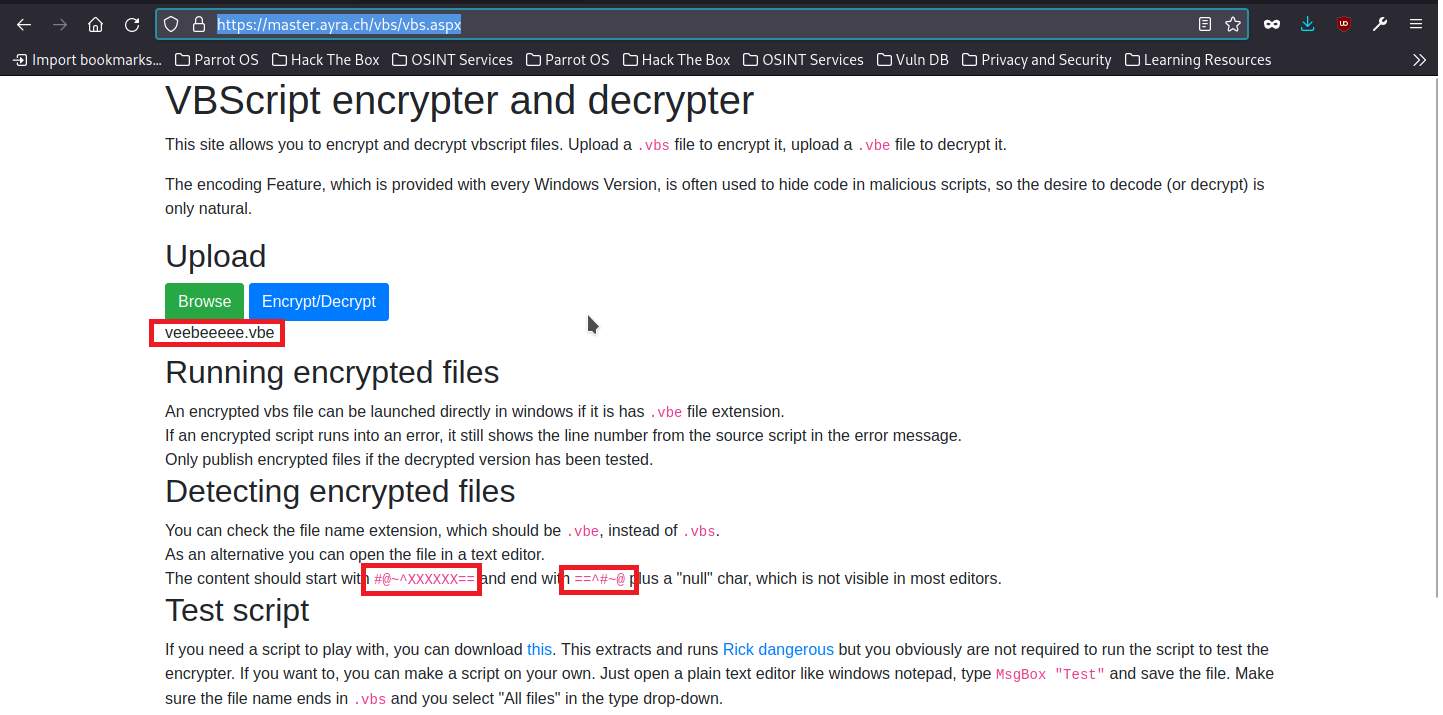 https://master.ayra.ch/vbs/vbs.aspx
Import bookmarks... Parrot OS Hack The Box OSINT Services Parrot OS Hack The Box OSINT Services Vuln DB Privacy and Security Learning Resources
VBScript encrypter and decrypter
This site allows you to encrypt and decrypt vbscript files. Upload a .vbs file to encrypt it, upload a .vbe file to decrypt it.
The encoding Feature, which is provided with every Windows Version, is often used to hide code in malicious scripts, so the desire to decode (or decrypt) is
only natural.
Upload
Browse Encrypt/Decrypt
veebeeeee.vbe
Running encrypted files
An encrypted vbs file can be launched directly in windows if it is has .vbe file extension.
If an encrypted script runs into an error, it still shows the line number from the source script in the error message.
Only publish encrypted files if the decrypted version has been tested.
Detecting encrypted files
You can check the file name extension, which should be .vbe, instead of .vbs.
As an alternative you can open the file in a text editor.
The content should start with #@~^XXXXXX== and end with ==^#~@ plus a "null" char, which is not visible in most editors.
Test script
If you need a script to play with, you can download this. This extracts and runs Rick dangerous but you obviously are not required to run the script to test the
encrypter. If you want to, you can make a script on your own. Just open a plain text editor like windows notepad, type MsgBox "Test" and save the file. Make
sure the file name ends in .vbs and you select "All files" in the type drop-down.